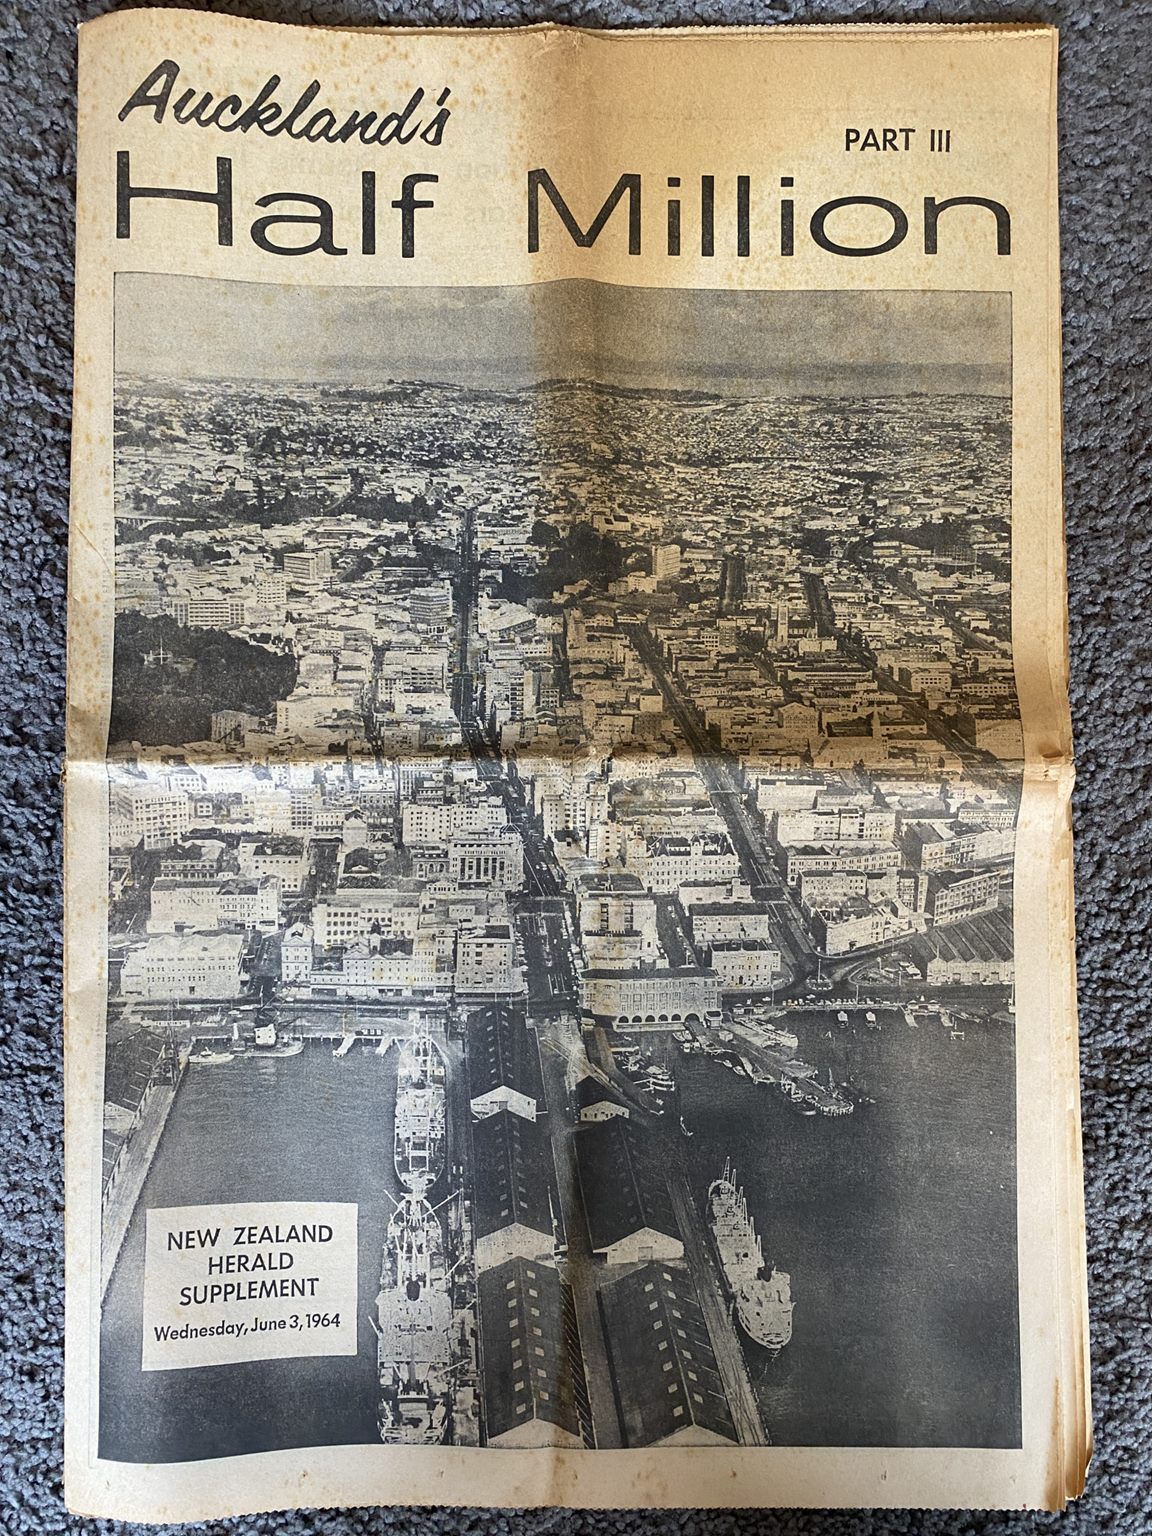 Auckland's
PART III
Half Million
NEW ZEALAND
HERALD
SUPPLEMENT
Wednesday, June 3, 1964